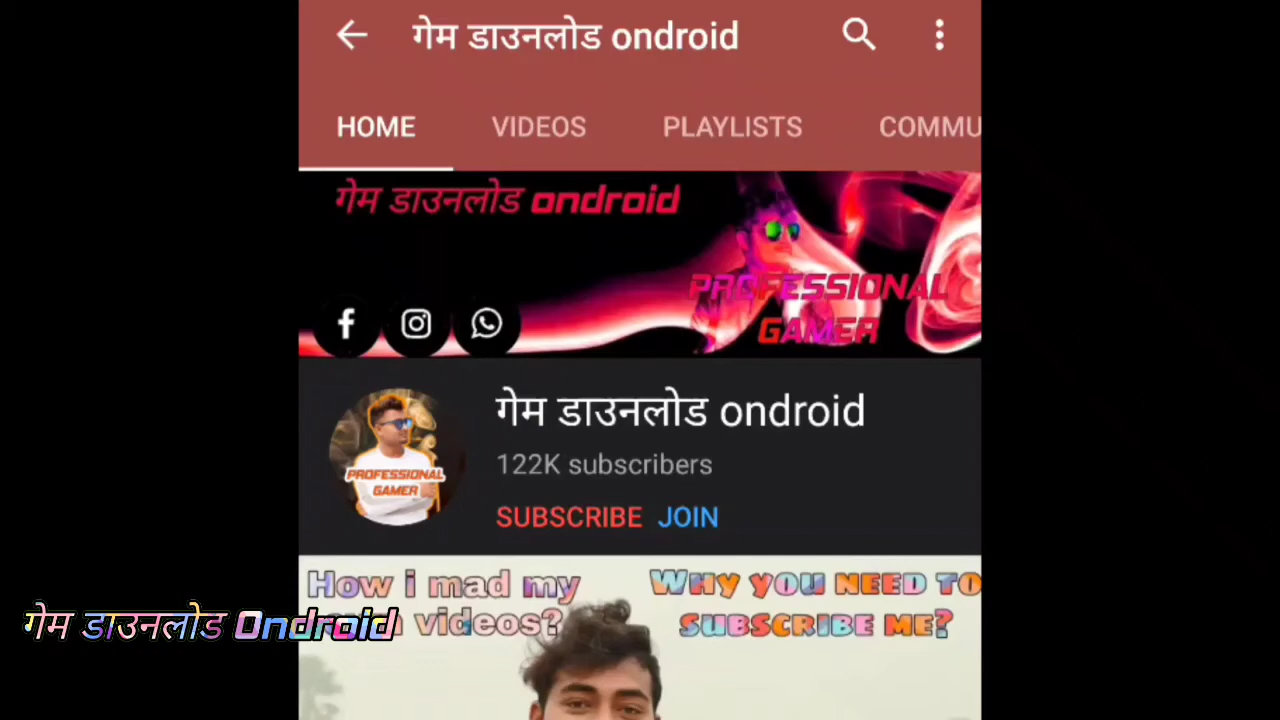 गेम डाउनलोड ondroid
HOME VIDEOS PLAYLISTS COMMU
गेम डाउनलोड ondroid
PROFESSIONAL
GAMER
गेम डाउनलोड ondroid
122K subscribers
SUBSCRIBE JOIN
PROFESSIONAL
GAMER
How i mad my
videos?
WHY YOU NEED TO
SUBSCRIBE ME?
गेम डाउनलोड Ondroid